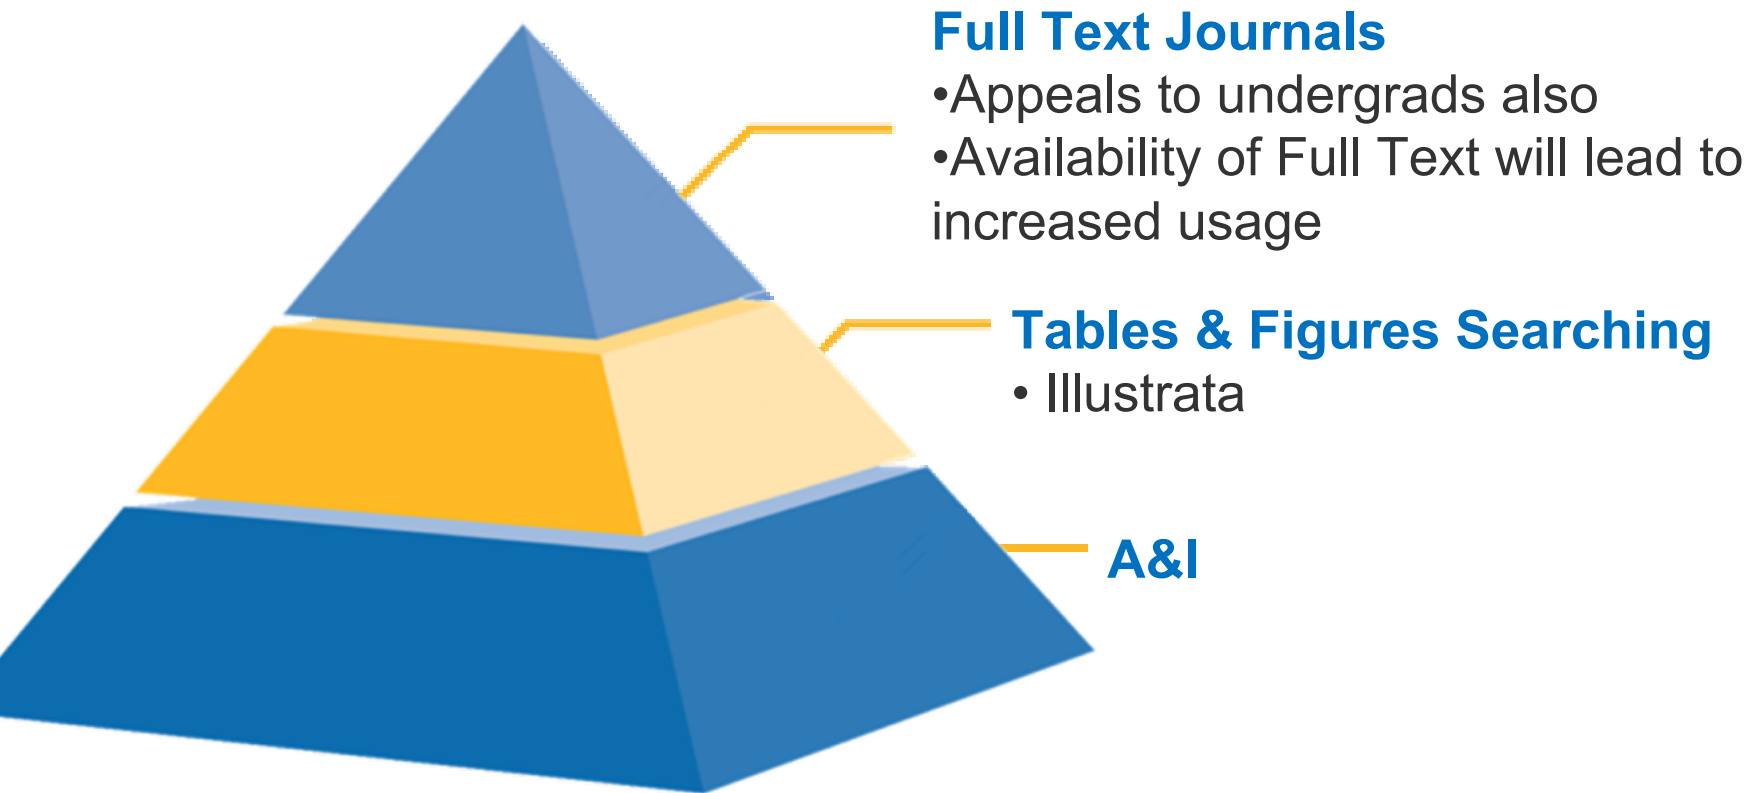 Full Text Journals
•Appeals to undergrads also
•Availability of Full Text will lead to
increased usage
Tables & Figures Searching
• Illustrata
A&I